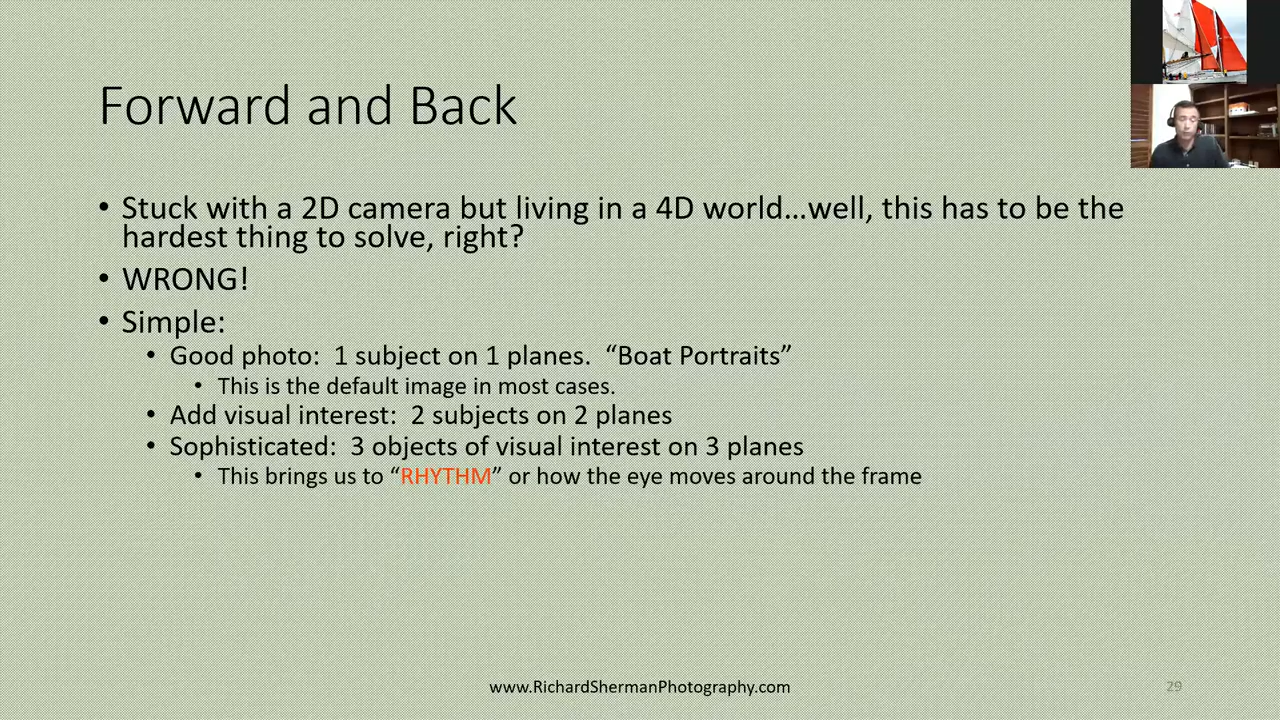 Forward and Back
• Stuck with a 2D camera but living in a 4D world…well, this has to be the
hardest thing to solve, right?
• WRONG!
• Simple:
• Good photo:  1 subject on 1 planes.  “Boat Portraits”
• This is the default image in most cases.
• Add visual interest:  2 subjects on 2 planes
• Sophisticated:  3 objects of visual interest on 3 planes
• This brings us to “RHYTHM” or how the eye moves around the frame
www.RichardShermanPhotography.com
29